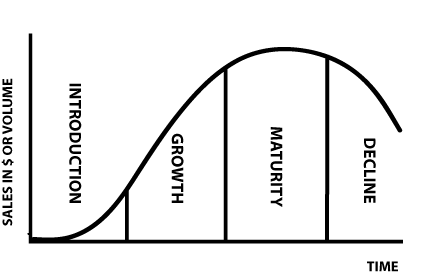 SALES IN $ OR VOLUME
INTRODUCTION
GROWTH
MATURITY
DECLINE
TIME